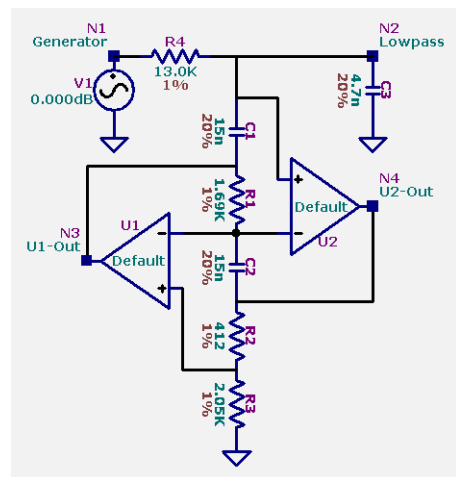 N1
Generator
R4
13.0K
1%
N2
Lowpass
V1
0.000dB
C3
4.7n
20%
C1
15n
20%
R1
1.69K
1%
N4
U2-Out
Default
U2
N3
U1-Out
U1
Default
C2
15n
20%
R2
412
1%
R3
2.05K
1%